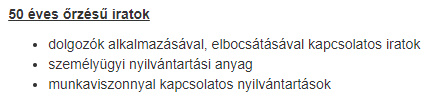 50 éves őrzésű iratok
• dolgozók alkalmazásával, elbocsátásával kapcsolatos iratok
• személyügyi nyilvántartási anyag
• munkaviszonnyal kapcsolatos nyilvántartások